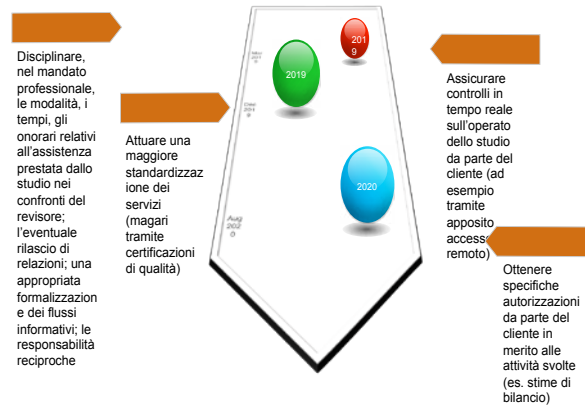 Disciplinare,
nel mandato
professionale,
le modalità, i
tempi, gli
onorari relativi
all'assistenza
prestata dallo
studio nei
confronti del
revisore;
l'eventuale
rilascio di
relazioni; una
appropriata
formalizzazion
e dei flussi
informativi; le
responsabilità
reciproche
Attuare una
maggiore
standardizzaz
ione dei
servizi
(magari
tramite
certificazioni
di qualità)
201
9
2019
2020
Aug
202
0
Assicurare
controlli in
tempo reale
sull'operato
dello studio
da parte del
cliente (ad
esempio
tramite
apposito
accesso
remoto)
Ottenere
specifiche
autorizzazioni
da parte del
cliente in
merito alle
attività svolte
(es. stime di
bilancio)